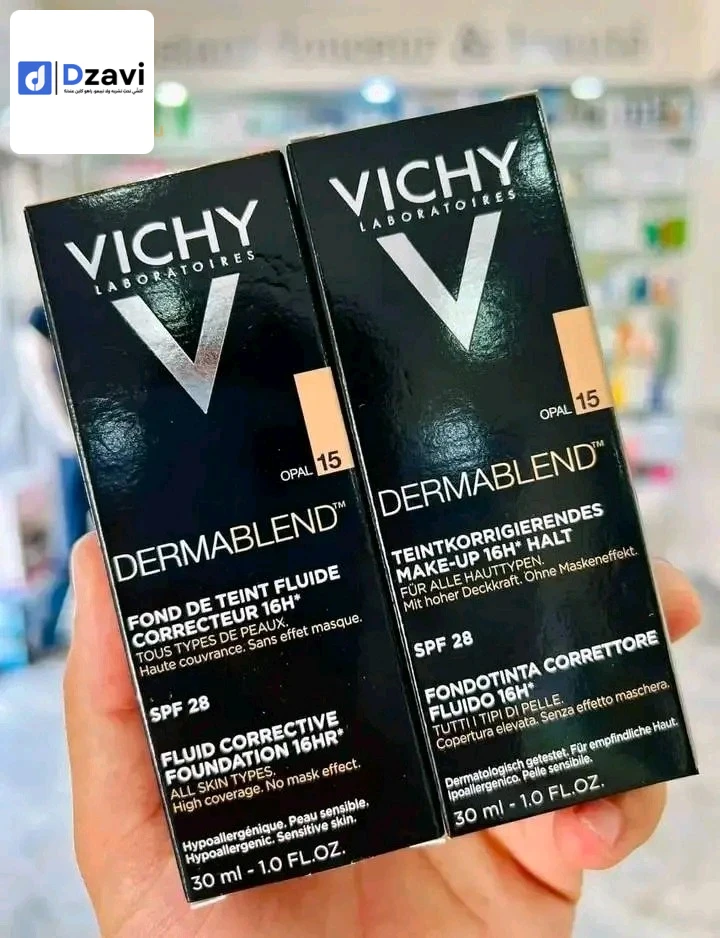 Dzavi
VICHY
LABORATOIRES
OPAL 15
DERMABLEND™
FOND DE TEINT FLUIDE
CORRECTEUR 16H*
TOUS TYPES DE PEAUX.
Haute couvrance. Sans effet masque.
SPF 28
FLUID CORRECTIVE
FOUNDATION 16HR*
ALL SKIN TYPES.
High coverage. No mask effect.
Hypoallergénique. Peau sensible.
Hypoallergenic. Sensitive skin.
30 ml - 1.0 FL.OZ.
VICHY
LABORATOIRES
OPAL 15
DERMABLEND™
TEINTKORRIGIERENDES
MAKE-UP 16H* HALT
FÜR ALLE HAUTTYPEN.
Mit hoher Deckkraft. Ohne Maskeneffekt.
SPF 28
FONDOTINTA CORRETTORE
FLUIDO 16H*
TUTTI I TIPI DI PELLE.
Copertura elevata. Senza effetto maschera.
Dermatologisch getestet. Für empfindliche Haut.
Ipoallergenico. Pelle sensibile.
30 ml - 1.0 FL.OZ.